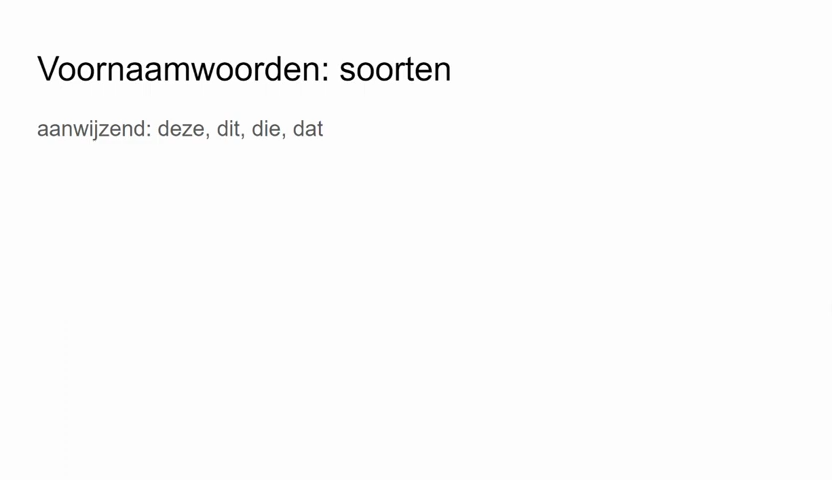 Voornaamwoorden: soorten
aanwijzend: deze, dit, die, dat